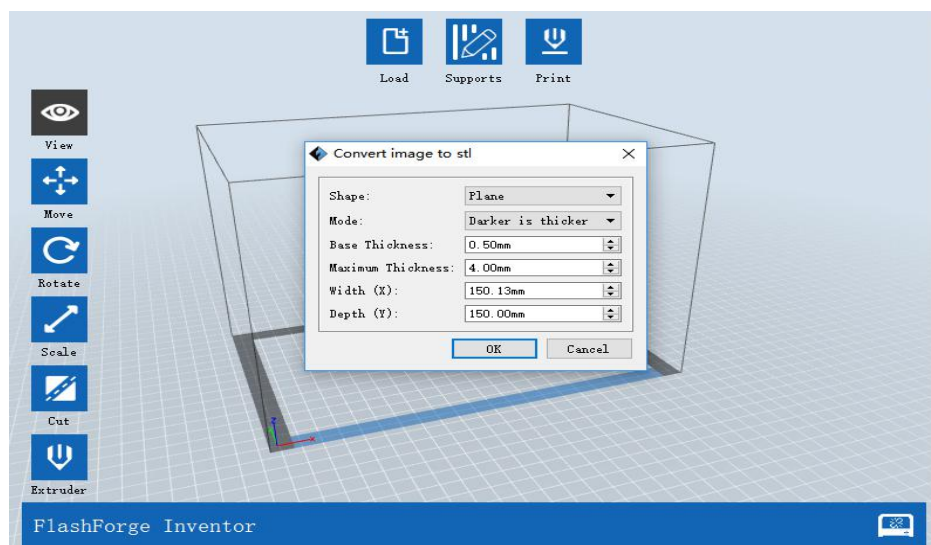 Load Supports Print
View
Move
Rotate
Scale
Cut
Extruder
Convert image to stl
Shape: Plane
Mode: Darker is thicker
Base Thickness: 0.50mm
Maximum Thickness: 4.00mm
Width (X): 150.13mm
Depth (Y): 150.00mm
OK Cancel
z
x
FlashForge Inventor